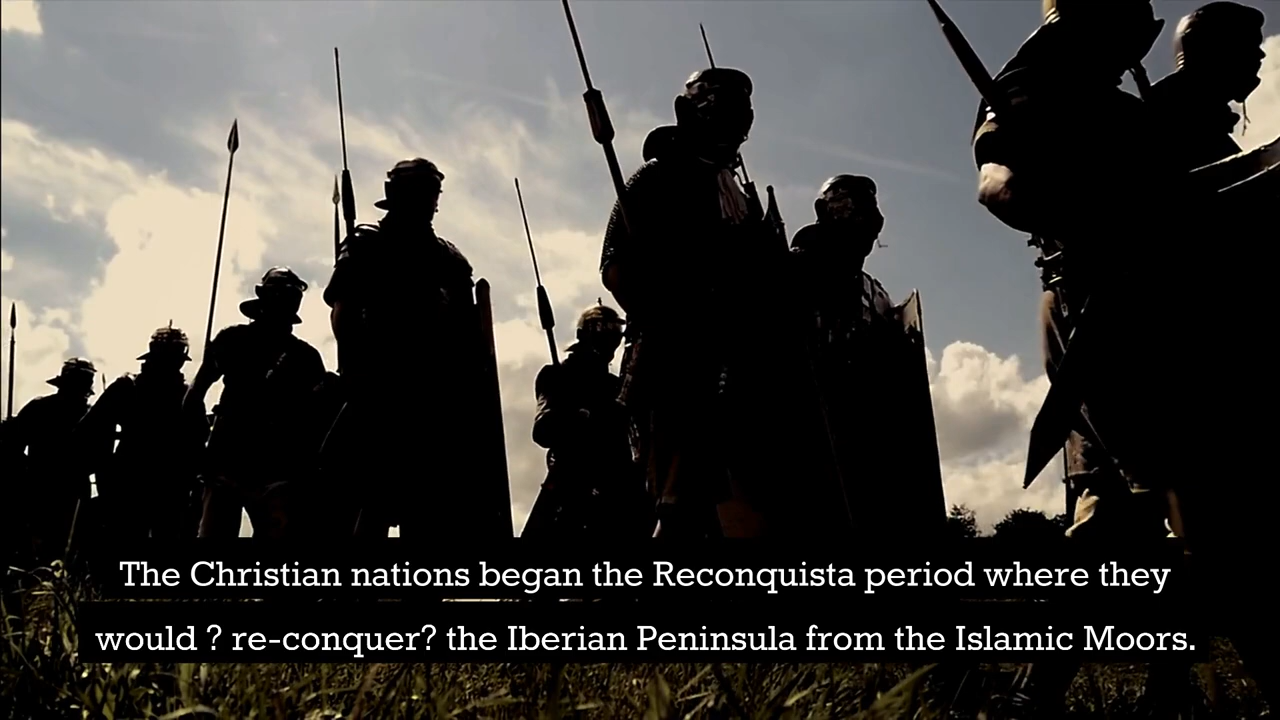 The Christian nations began the Reconquista period where they
would ? re-conquer? the Iberian Peninsula from the Islamic Moors.